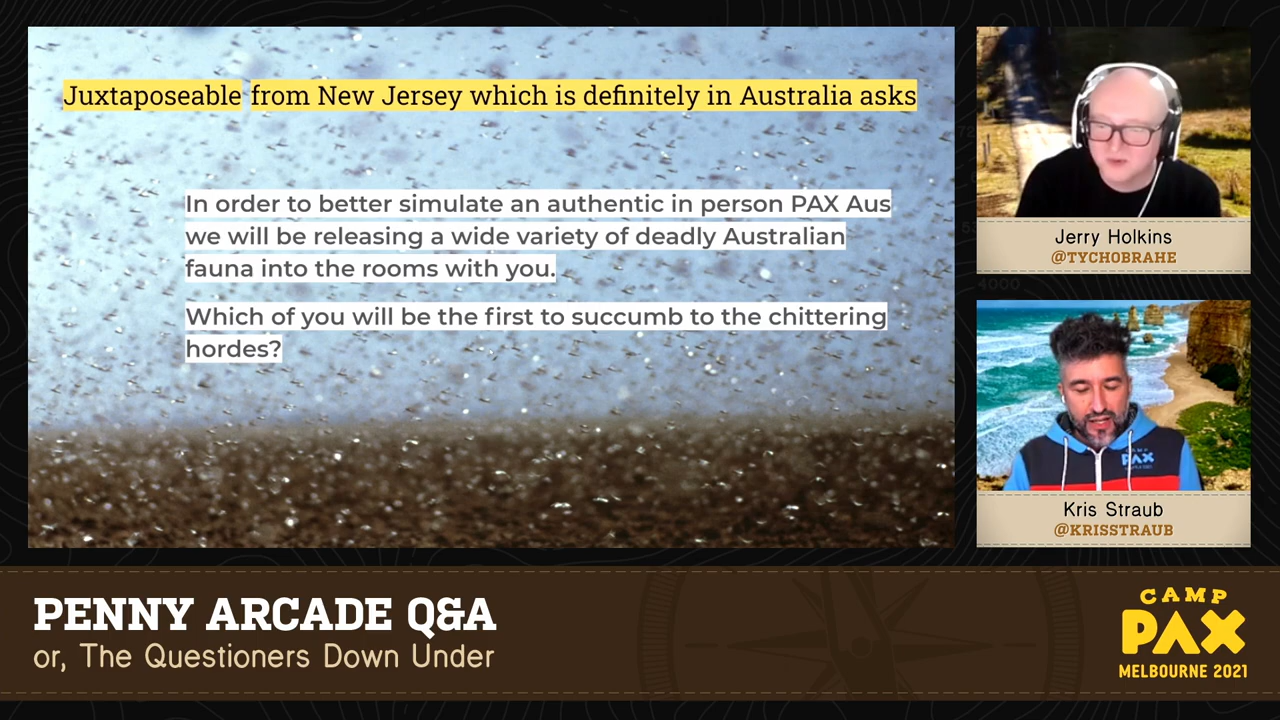 Juxtaposeable from New Jersey which is definitely in Australia asks
In order to better simulate an authentic in person PAX Aus
we will be releasing a wide variety of deadly Australian
fauna into the rooms with you.
Which of you will be the first to succumb to the chittering
hordes?
Jerry Holkins
@TYCHOBRAHE
4000
CAMP
PAX
Kris Straub
@KRISSTRAUB
PENNY ARCADE Q&A
or, The Questioners Down Under
CAMP
PAX
MELBOURNE 2021